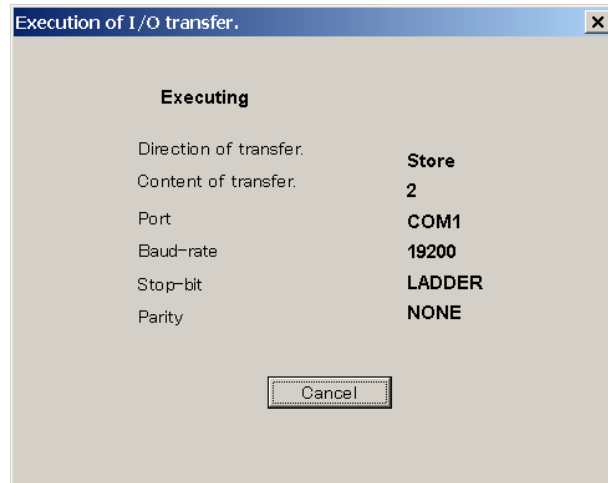 Execution of I/O transfer.
Executing
Direction of transfer. Store
Content of transfer. 2
Port COM1
Baud-rate 19200
Stop-bit LADDER
Parity NONE
Cancel